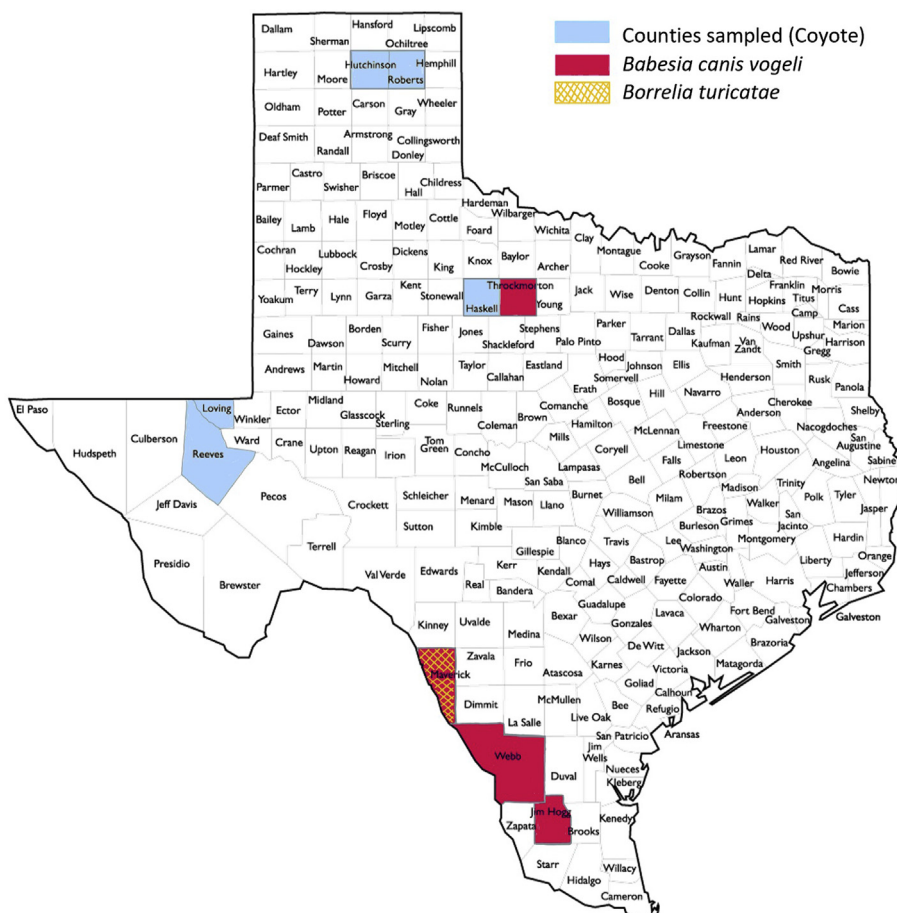 Counties sampled (Coyote)
Babesia canis vogeli
Borrelia turicatae
Dallam
Sherman
Hansford
Ochiltree
Lipscomb
Hartley
Moore
Hutchinson
Roberts
Hemphill
Oldham
Potter
Carson
Gray
Wheeler
Deaf Smith
Randall
Armstrong
Donley
Collingsworth
Parmer
Castro
Swisher
Briscoe
Hall
Childress
Hardeman
Bailey
Lamb
Hale
Floyd
Motley
Cottle
Foard
Wilbarger
Wichita
Clay
Montague
Cooke
Grayson
Fannin
Lamar
Red River
Bowie
Cochran
Hockley
Lubbock
Crosby
Dickens
King
Knox
Baylor
Archer
Delta
Franklin
Morris
Titus
Camp
Cass
Yoakum
Terry
Lynn
Garza
Kent
Stonewall
Haskell
Throckmorton
Young
Jack
Wise
Denton
Collin
Hunt
Hopkins
Rockwall
Rains
Wood
Upshur
Marion
Harrison
Gregg
Gaines
Dawson
Borden
Scurry
Fisher
Jones
Shackleford
Stephens
Palo Pinto
Parker
Tarrant
Dallas
Kaufman
Van
Zandt
Smith
Rusk
Panola
Andrews
Martin
Howard
Mitchell
Nolan
Taylor
Callahan
Eastland
Erath
Hood
Somervell
Johnson
Ellis
Henderson
Navarro
Hill
Bosque
Cherokee
Anderson
Shelby
El Paso
Hudspeth
Culberson
Loving
Reeves
Winkler
Ward
Ector
Crane
Midland
Upton
Glasscock
Reagan
Sterling
Irion
Coke
Tom
Green
Runnels
Concho
Coleman
Brown
Comanche
Mills
Hamilton
Coryell
McLennan
Limestone
Freestone
Falls
Leon
Houston
Nacogdoches
San
Augustine
Sabine
Angelina
Newton
Jeff Davis
Pecos
Crockett
Schleicher
Menard
McCulloch
San Saba
Lampasas
Mason
Llano
Burnet
Bell
Milam
Robertson
Madison
Brazos
Walker
Trinity
Polk
Tyler
Jasper
San
Jacinto
Hardin
Orange
Presidio
Brewster
Terrell
Val Verde
Sutton
Kimble
Edwards
Real
Kerr
Gillespie
Kendall
Blanco
Bandera
Comal
Hays
Travis
Williamson
Bastrop
Lee
Burleson
Washington
Grimes
Montgomery
Liberty
Jefferson
Chambers
Harris
Galveston
Galveston
Kinney
Uvalde
Medina
Bexar
Guadalupe
Caldwell
Fayette
Austin
Waller
Colorado
Fort Bend
Brazoria
Wharton
Matagorda
Jackson
Lavaca
Gonzales
Wilson
De Witt
Karnes
Victoria
Goliad
Calhoun
Refugio
Aransas
Maverick
Zavala
Frio
Atascosa
Dimmit
La Salle
McMullen
Live Oak
Bee
San Patricio
Jim
Wells
Nueces
Kleberg
Webb
Duval
Zapata
Jim Hogg
Brooks
Kenedy
Starr
Hidalgo
Willacy
Cameron